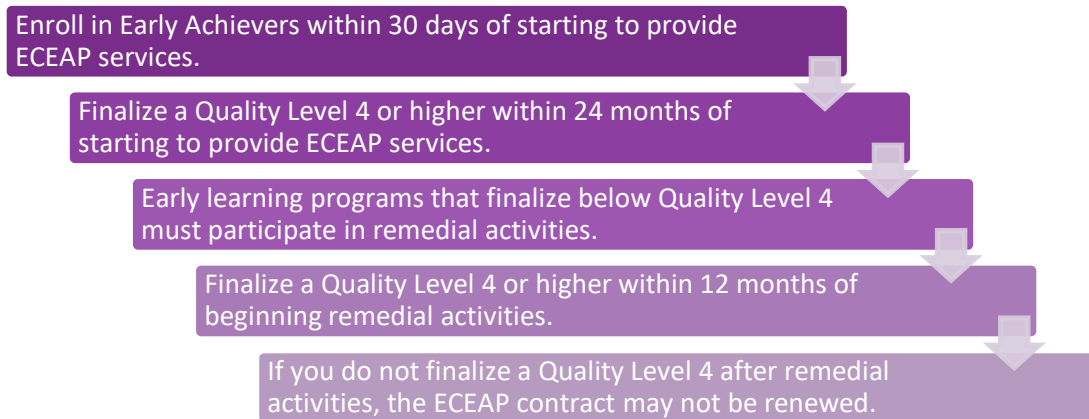 Enroll in Early Achievers within 30 days of starting to provide
ECEAP services.
Finalize a Quality Level 4 or higher within 24 months of
starting to provide ECEAP services.
Early learning programs that finalize below Quality Level 4
must participate in remedial activities.
Finalize a Quality Level 4 or higher within 12 months of
beginning remedial activities.
If you do not finalize a Quality Level 4 after remedial
activities, the ECEAP contract may not be renewed.